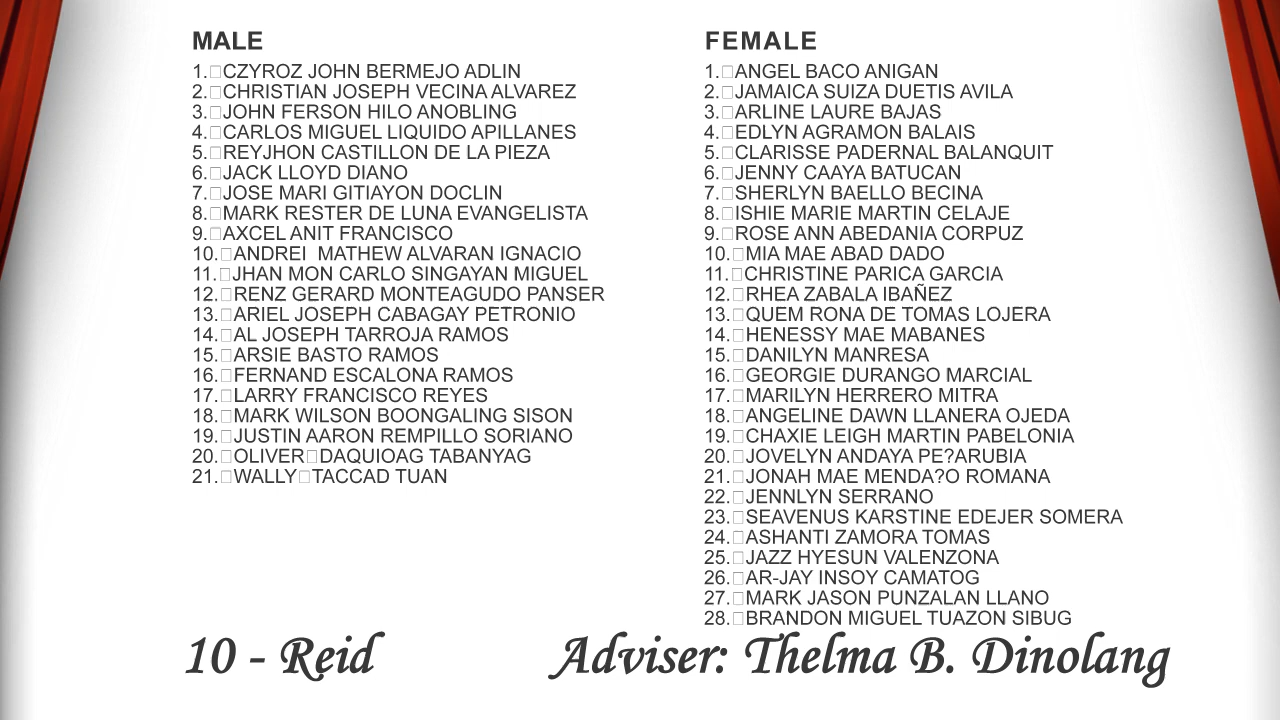 MALE
1.□CZYROZ JOHN BERMEJO ADLIN
2.□CHRISTIAN JOSEPH VECINA ALVAREZ
3.□JOHN FERSON HILO ANOBLING
4.□CARLOS MIGUEL LIQUIDO APILLANES
5.□REYJHON CASTILLON DE LA PIEZA
6.□JACK LLOYD DIANO
7.□JOSE MARI GITIAYON DOCLIN
8.□MARK RESTER DE LUNA EVANGELISTA
9.□AXCEL ANIT FRANCISCO
10.□ANDREI  MATHEW ALVARAN IGNACIO
11.□JHAN MON CARLO SINGAYAN MIGUEL
12.□RENZ GERARD MONTEAGUDO PANSER
13.□ARIEL JOSEPH CABAGAY PETRONIO
14.□AL JOSEPH TARROJA RAMOS
15.□ARSIE BASTO RAMOS
16.□FERNAND ESCALONA RAMOS
17.□LARRY FRANCISCO REYES
18.□MARK WILSON BOONGALING SISON
19.□JUSTIN AARON REMPILLO SORIANO
20.□OLIVER□DAQUIOAG TABANYAG
21.□WALLY□TACCAD TUAN
FEMALE
1.□ANGEL BACO ANIGAN
2.□JAMAICA SUIZA DUETIS AVILA
3.□ARLINE LAURE BAJAS
4.□EDLYN AGRAMON BALAIS
5.□CLARISSE PADERNAL BALANQUIT
6.□JENNY CAAYA BATUCAN
7.□SHERLYN BAELLO BECINA
8.□ISHIE MARIE MARTIN CELAJE
9.□ROSE ANN ABEDANIA CORPUZ
10.□MIA MAE ABAD DADO
11.□CHRISTINE PARICA GARCIA
12.□RHEA ZABALA IBAÑEZ
13.□QUEM RONA DE TOMAS LOJERA
14.□HENESSY MAE MABANES
15.□DANILYN MANRESA
16.□GEORGIE DURANGO MARCIAL
17.□MARILYN HERRERO MITRA
18.□ANGELINE DAWN LLANERA OJEDA
19.□CHAXIE LEIGH MARTIN PABELONIA
20.□JOVELYN ANDAYA PE?ARUBIA
21.□JONAH MAE MENDA?O ROMANA
22.□JENNLYN SERRANO
23.□SEAVENUS KARSTINE EDEJER SOMERA
24.□ASHANTI ZAMORA TOMAS
25.□JAZZ HYESUN VALENZONA
26.□AR-JAY INSOY CAMATOG
27.□MARK JASON PUNZALAN LLANO
28.□BRANDON MIGUEL TUAZON SIBUG
10 - Reid
Adviser: Thelma B. Dinolang